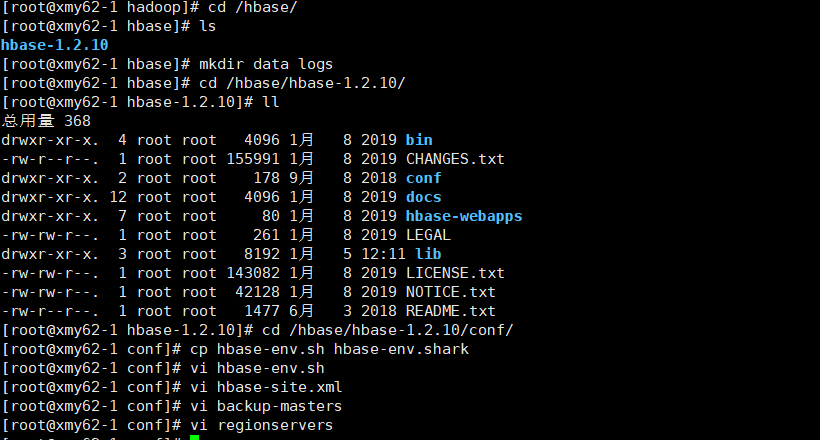 [root@xmy62-1 hadoop]# cd /hbase/
[root@xmy62-1 hbase]# ls
hbase-1.2.10
[root@xmy62-1 hbase]# mkdir data logs
[root@xmy62-1 hbase]# cd /hbase/hbase-1.2.10/
[root@xmy62-1 hbase-1.2.10]# ll
总用量 368
drwxr-xr-x.  4 root root   4096 1月   8 2019 bin
-rw-r--r--.  1 root root 155991 1月   8 2019 CHANGES.txt
drwxr-xr-x.  2 root root    178 9月   8 2018 conf
drwxr-xr-x. 12 root root   4096 1月   8 2019 docs
drwxr-xr-x.  7 root root     80 1月   8 2019 hbase-webapps
-rw-rw-r--.  1 root root    261 1月   8 2019 LEGAL
drwxr-xr-x.  3 root root   8192 1月   5 12:11 lib
-rw-rw-r--.  1 root root 143082 1月   8 2019 LICENSE.txt
-rw-rw-r--.  1 root root  42128 1月   8 2019 NOTICE.txt
-rw-r--r--.  1 root root   1477 6月   3 2018 README.txt
[root@xmy62-1 hbase-1.2.10]# cd /hbase/hbase-1.2.10/conf/
[root@xmy62-1 conf]# cp hbase-env.sh hbase-env.shark
[root@xmy62-1 conf]# vi hbase-env.sh
[root@xmy62-1 conf]# vi hbase-site.xml
[root@xmy62-1 conf]# vi backup-masters
[root@xmy62-1 conf]# vi regionservers
[root@xmy62-1 conf]#